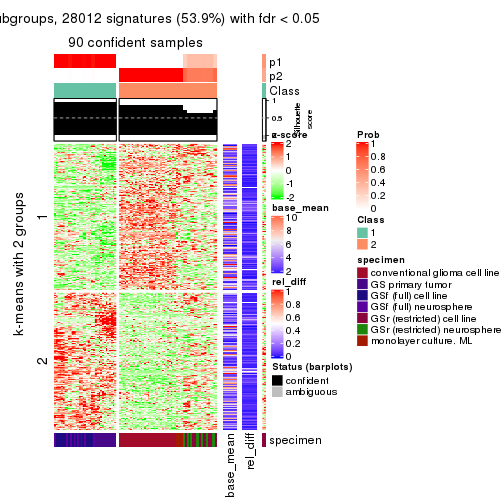 ubgroups, 28012 signatures (53.9%) with fdr < 0.05
90 confident samples
p1
p2
Class
1
0.5
0
Silhouette
score
z-score
2
1
0
-1
-2
base_mean
10
8
6
4
2
rel_diff
1
0.8
0.6
0.4
0.2
0
Status (barplots)
confident
ambiguous
Prob
1
0.8
0.6
0.4
0.2
0
Class
1
2
specimen
conventional glioma cell line
GS primary tumor
GSf (full) cell line
GSf (full) neurosphere
GSr (restricted) cell line
GSr (restricted) neurosphere
monolayer culture. ML
k-means with 2 groups
1
2
specimen
base_mean
rel_diff